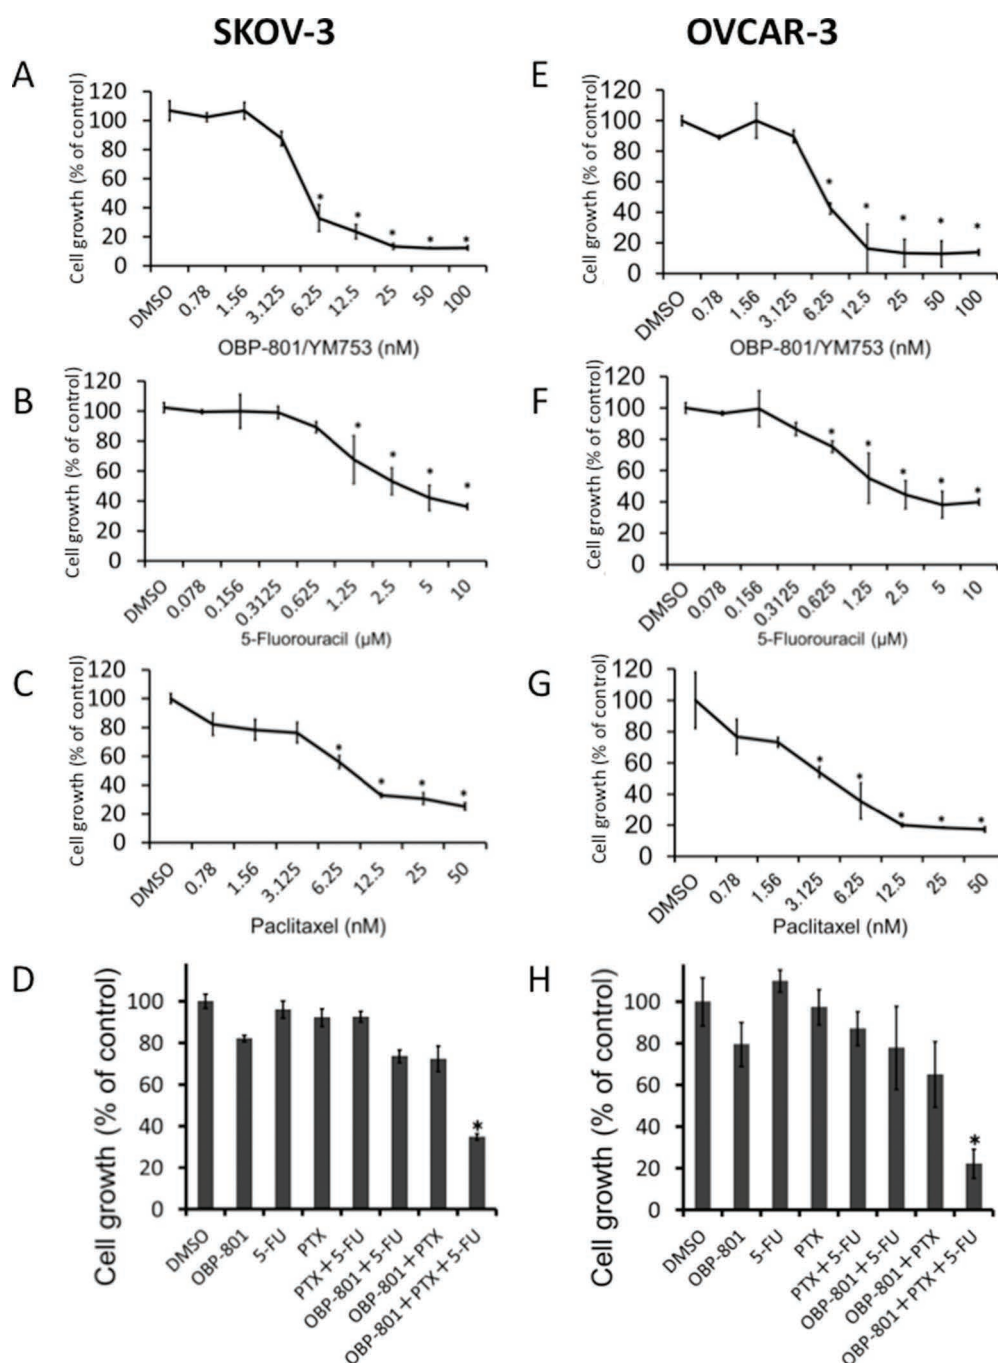 SKOV-3
OVCAR-3
A
Cell growth (% of control)
120
100
80
60
40
20
0
* * * * *
DMSO 0.78 1.56 3.125 6.25 12.5 25 50 100
OBP-801/YM753 (nM)
E
Cell growth (% of control)
120
100
80
60
40
20
0
* * * * *
DMSO 0.78 1.56 3.125 6.25 12.5 25 50 100
OBP-801/YM753 (nM)
B
Cell growth (% of control)
120
100
80
60
40
20
0
* * * *
DMSO 0.078 0.156 0.3125 0.625 1.25 2.5 5 10
5-Fluorouracil (μM)
F
Cell growth (% of control)
120
100
80
60
40
20
0
* * * * *
DMSO 0.078 0.156 0.3125 0.625 1.25 2.5 5 10
5-Fluorouracil (μM)
C
Cell growth (% of control)
120
100
80
60
40
20
0
* * * *
DMSO 0.78 1.56 3.125 6.25 12.5 25 50
Paclitaxel (nM)
G
Cell growth (% of control)
120
100
80
60
40
20
0
* * * * *
DMSO 0.78 1.56 3.125 6.25 12.5 25 50
Paclitaxel (nM)
D
Cell growth (% of control)
100
80
60
40
20
0
*
DMSO
OBP-801
5-FU
PTX
PTX+5-FU
OBP-801+5-FU
OBP-801+PTX
OBP-801+PTX+5-FU
H
Cell growth (% of control)
100
80
60
40
20
0
*
DMSO
OBP-801
5-FU
PTX
PTX+5-FU
OBP-801+5-FU
OBP-801+PTX
OBP-801+PTX+5-FU